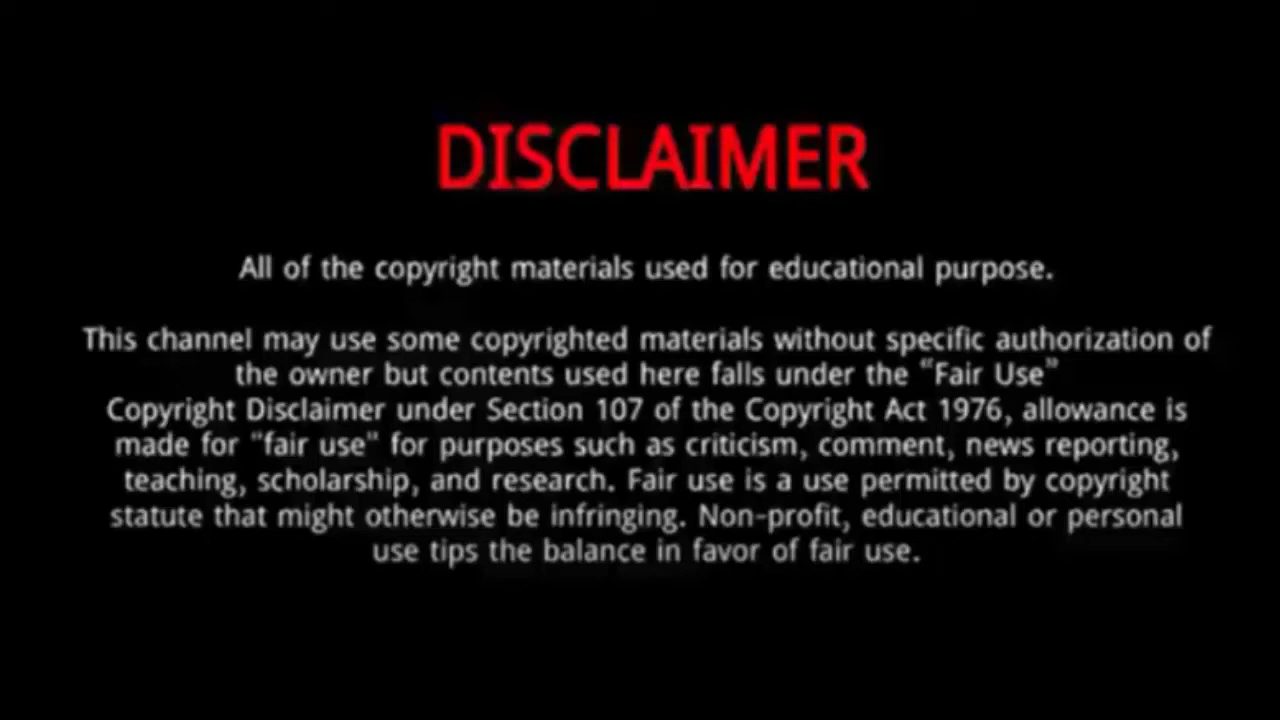 DISCLAIMER
All of the copyright materials used for educational purpose.
This channel may use some copyrighted materials without specific authorization of
the owner but contents used here falls under the “Fair Use”
Copyright Disclaimer under Section 107 of the Copyright Act 1976, allowance is
made for "fair use" for purposes such as criticism, comment, news reporting,
teaching, scholarship, and research. Fair use is a use permitted by copyright
statute that might otherwise be infringing. Non-profit, educational or personal
use tips the balance in favor of fair use.